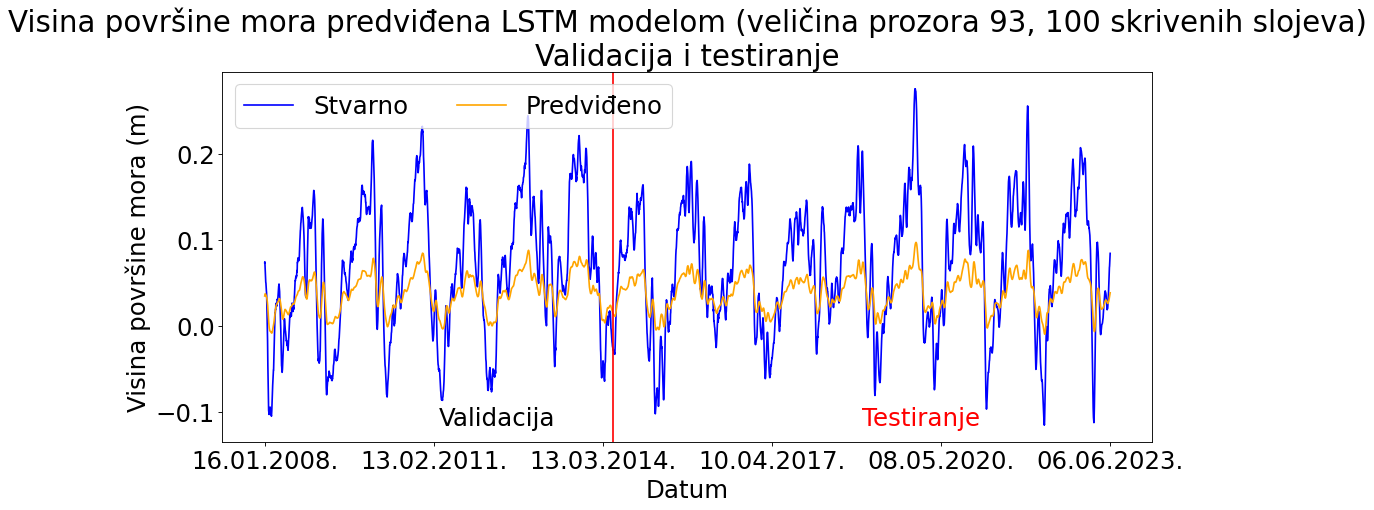 Visina površine mora predviđena LSTM modelom (veličina prozora 93, 100 skrivenih slojeva)
Validacija i testiranje
Stvarno Predviđeno
Visina površine mora (m)
0.2
0.1
0.0
−0.1
Validacija Testiranje
16.01.2008. 13.02.2011. 13.03.2014. 10.04.2017. 08.05.2020. 06.06.2023.
Datum